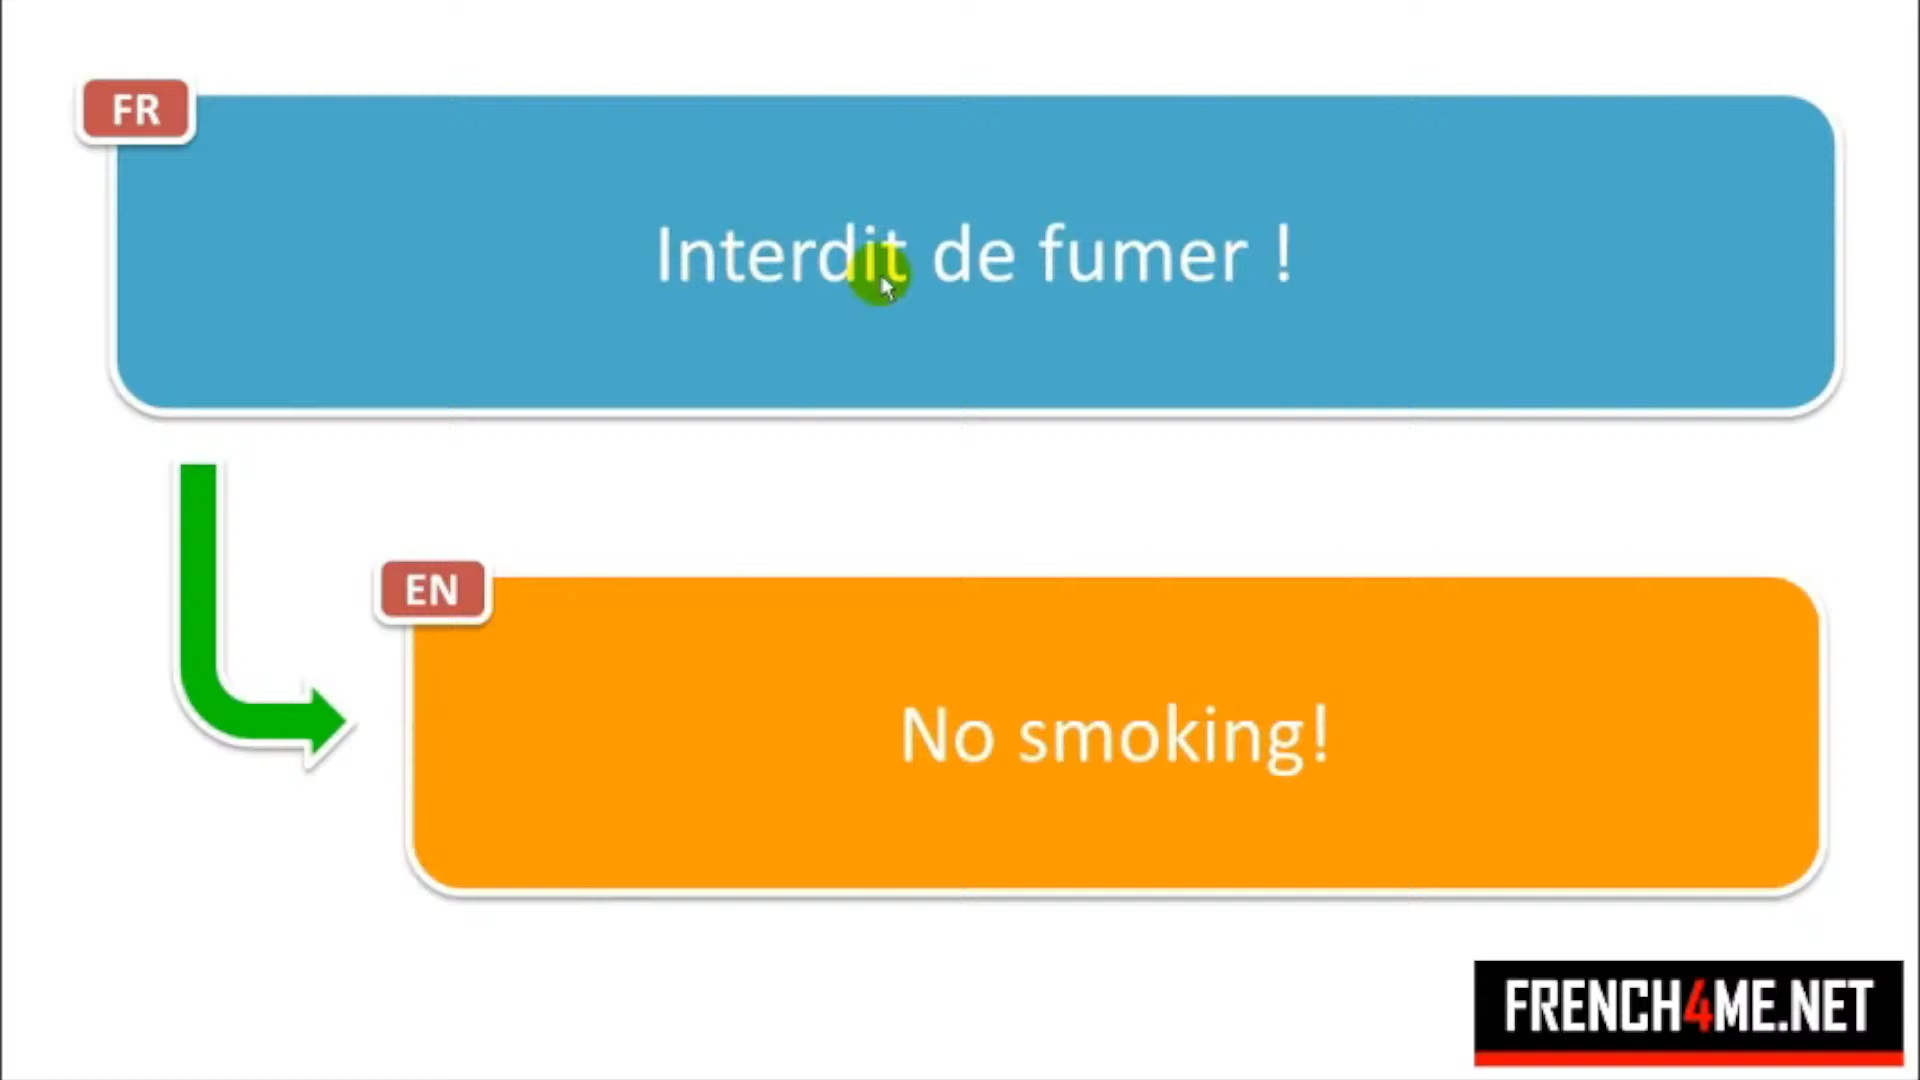 FR
Interdit de fumer !
EN
No smoking!
FRENCH4ME.NET